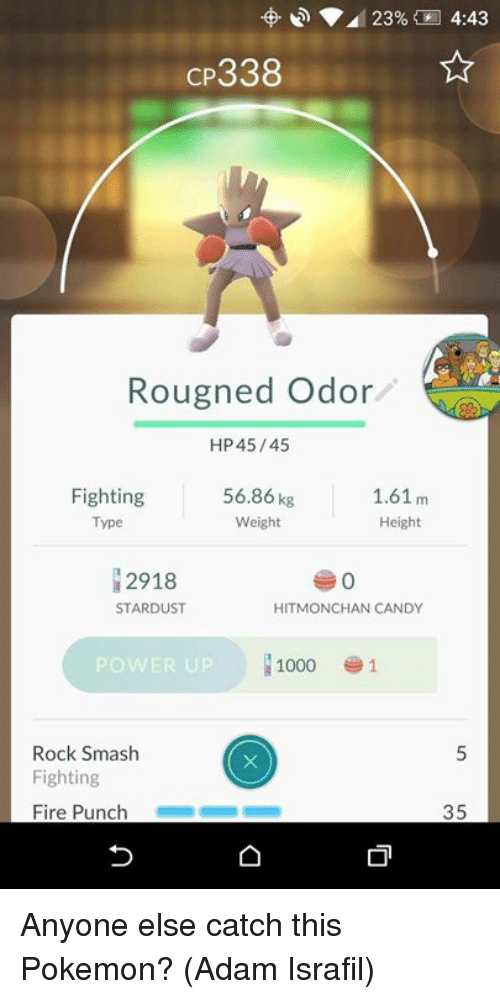 23% 4:43
CP338
Rougned Odor
HP 45/45
Fighting 56.86 kg 1.61 m
Type Weight Height
2918 0
STARDUST HITMONCHAN CANDY
POWER UP 1000 1
Rock Smash 5
Fighting
Fire Punch 35
Anyone else catch this
Pokemon? (Adam Israfil)